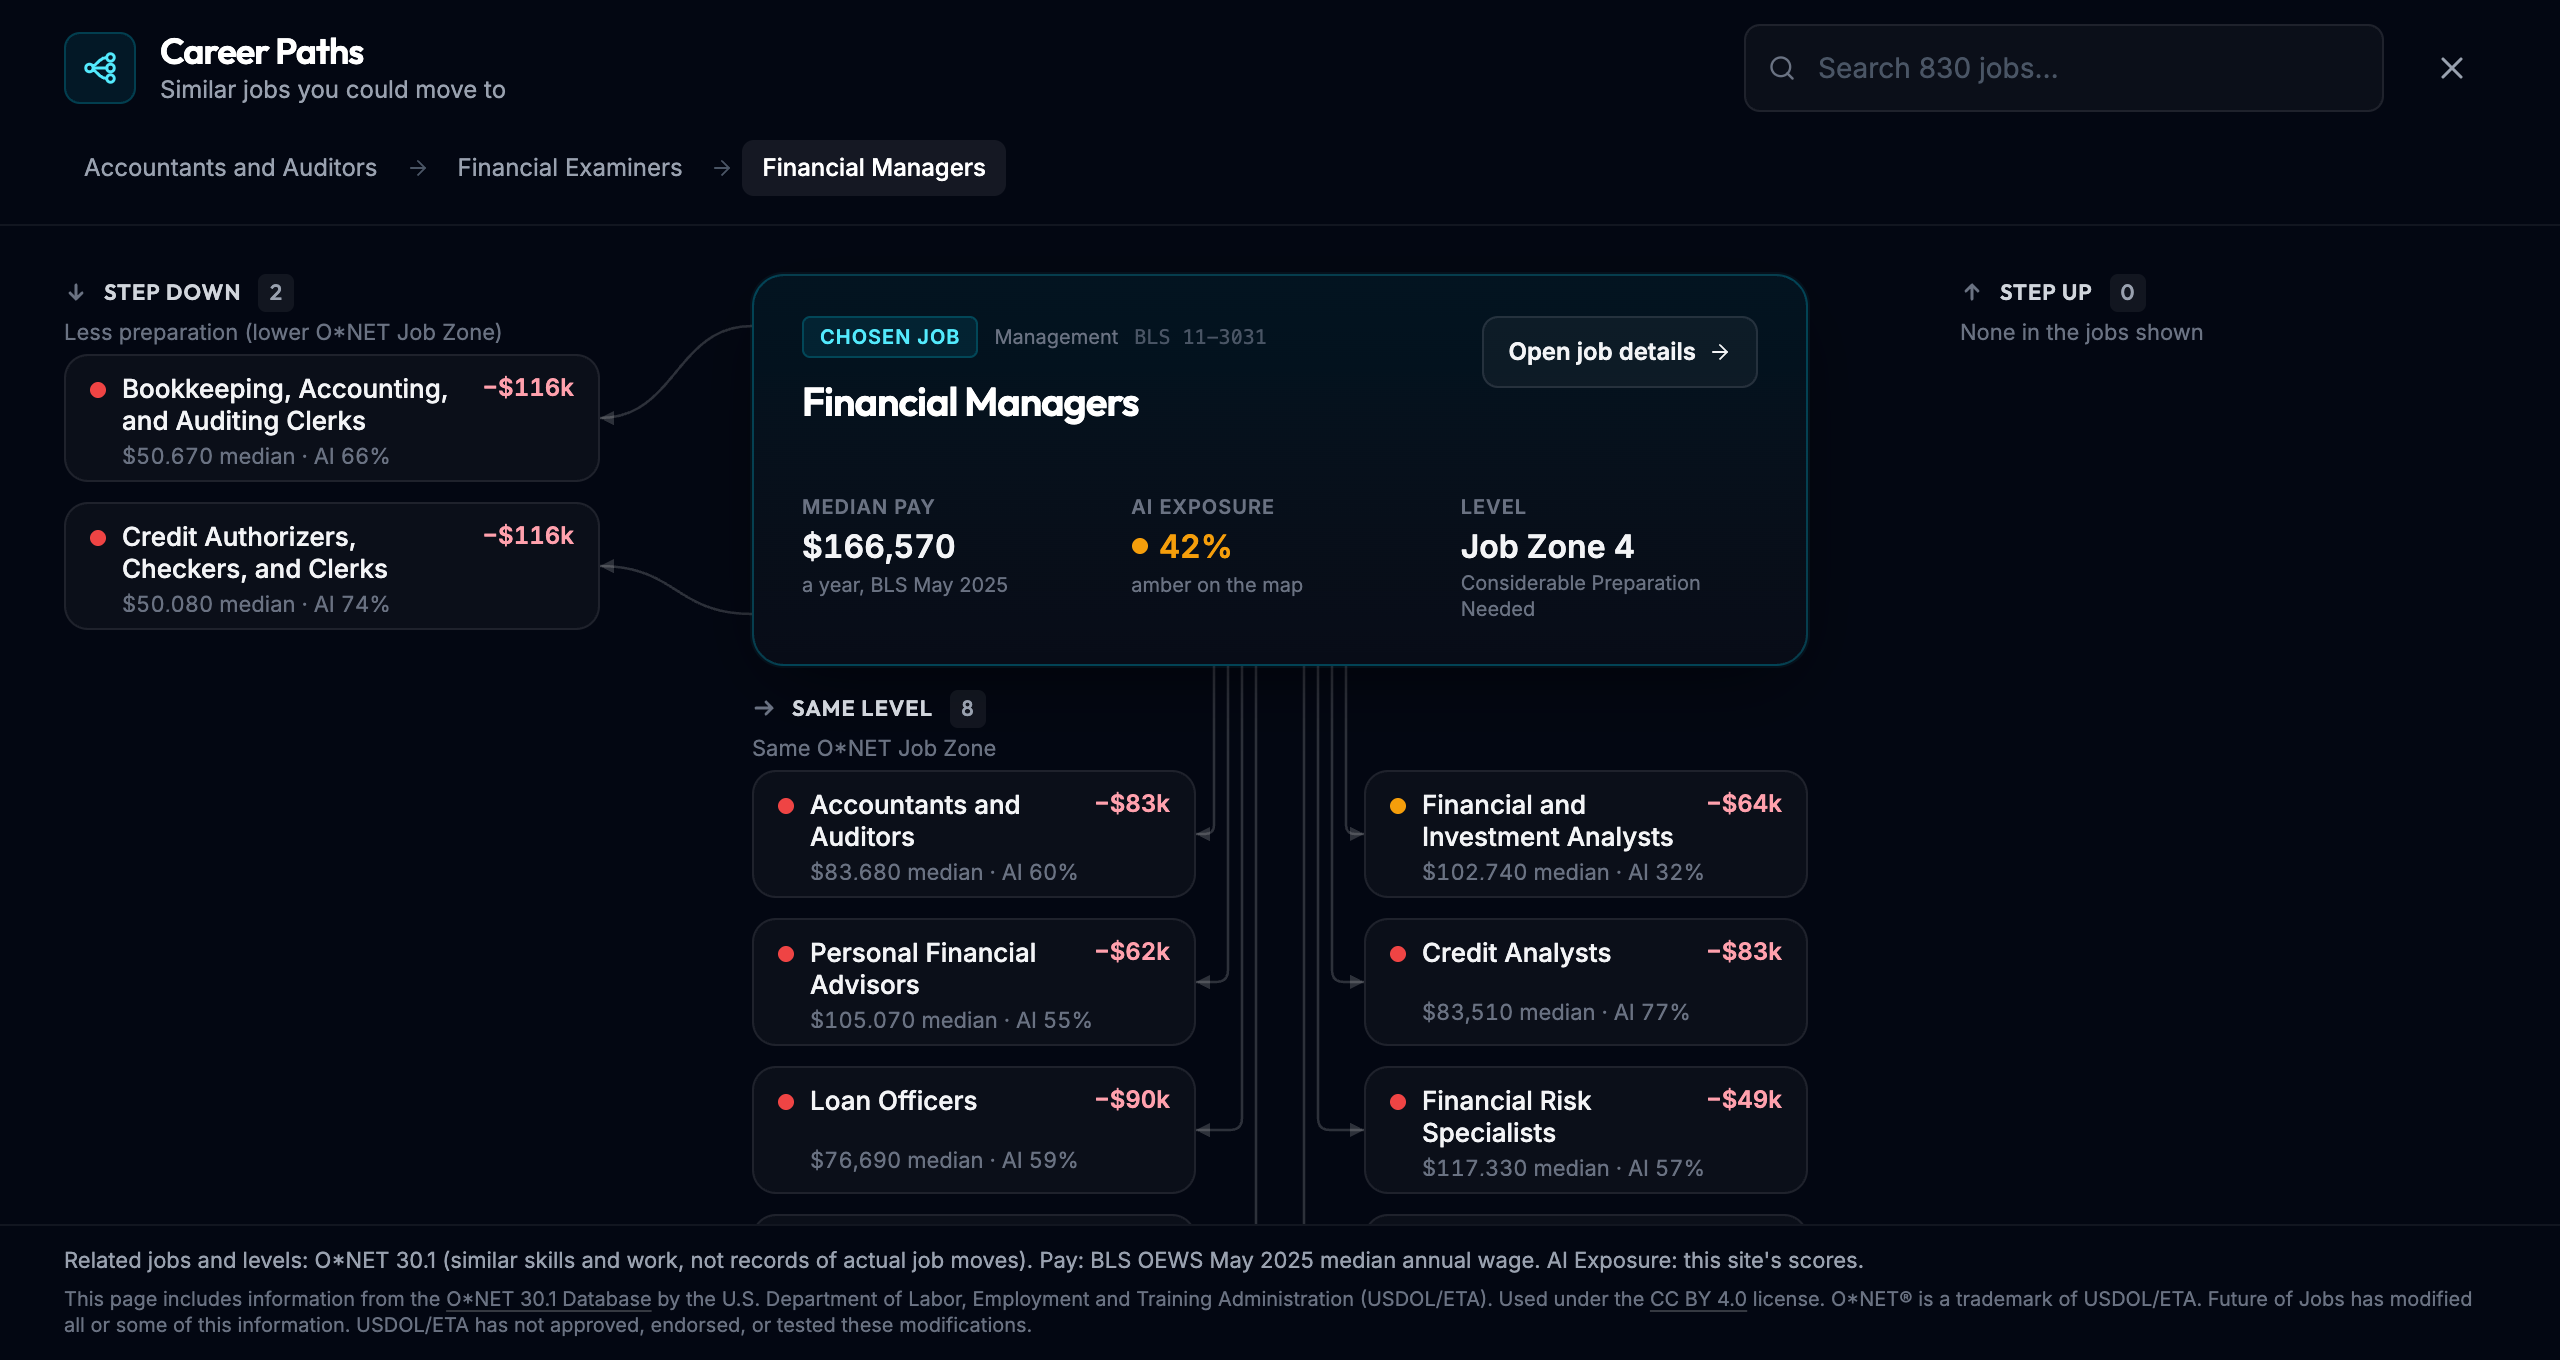 Career Paths
Similar jobs you could move to
Search 830 jobs...
Accountants and Auditors → Financial Examiners → Financial Managers
↓ STEP DOWN 2
Less preparation (lower O*NET Job Zone)
Bookkeeping, Accounting, −$116k
and Auditing Clerks
$50.670 median · AI 66%
Credit Authorizers, −$116k
Checkers, and Clerks
$50.080 median · AI 74%
CHOSEN JOB Management BLS 11–3031
Open job details →
Financial Managers
MEDIAN PAY
$166,570
a year, BLS May 2025
AI EXPOSURE
42%
amber on the map
LEVEL
Job Zone 4
Considerable Preparation
Needed
↑ STEP UP 0
None in the jobs shown
→ SAME LEVEL 8
Same O*NET Job Zone
Accountants and −$83k
Auditors
$83.680 median · AI 60%
Financial and −$64k
Investment Analysts
$102.740 median · AI 32%
Personal Financial −$62k
Advisors
$105.070 median · AI 55%
Credit Analysts −$83k
$83,510 median · AI 77%
Loan Officers −$90k
$76,690 median · AI 59%
Financial Risk −$49k
Specialists
$117.330 median · AI 57%
Related jobs and levels: O*NET 30.1 (similar skills and work, not records of actual job moves). Pay: BLS OEWS May 2025 median annual wage. AI Exposure: this site's scores.
This page includes information from the O*NET 30.1 Database by the U.S. Department of Labor, Employment and Training Administration (USDOL/ETA). Used under the CC BY 4.0 license. O*NET® is a trademark of USDOL/ETA. Future of Jobs has modified
all or some of this information. USDOL/ETA has not approved, endorsed, or tested these modifications.